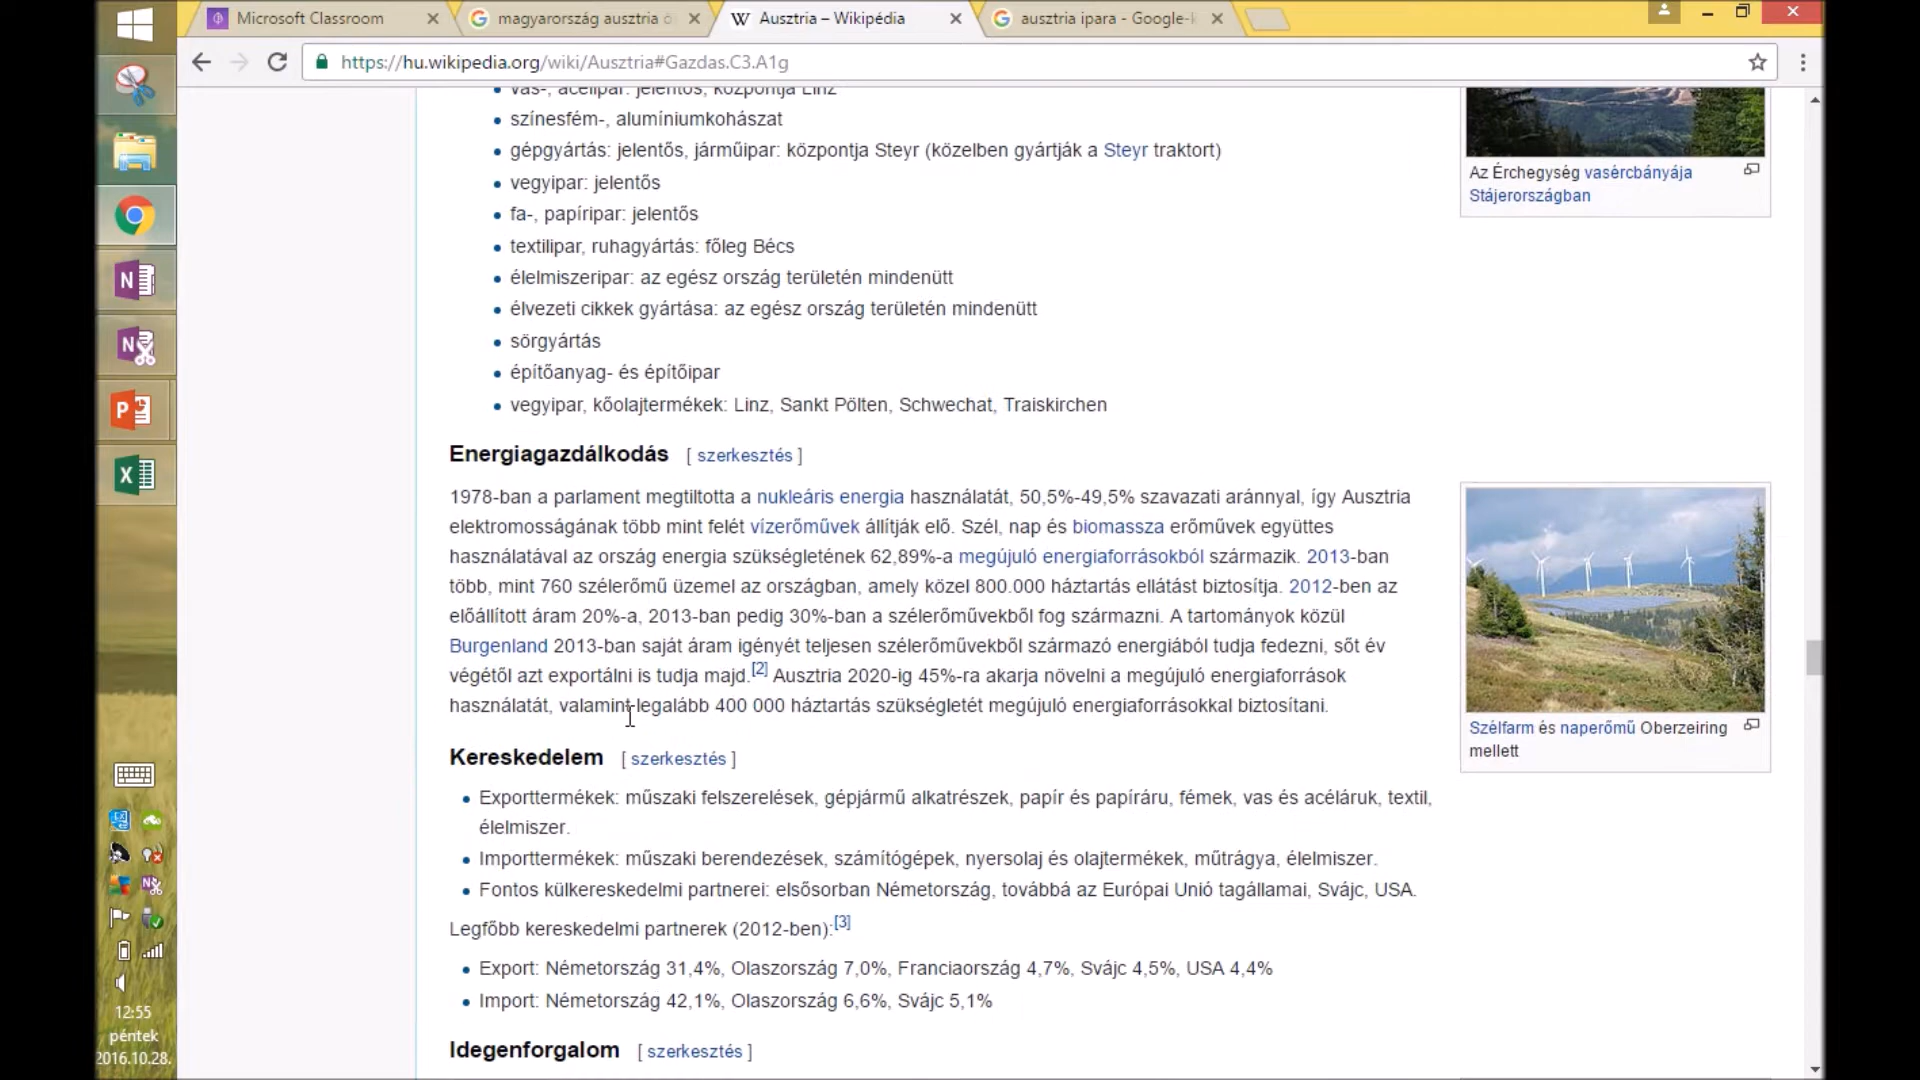 Microsoft Classroom
magyarország ausztria ö
Ausztria – Wikipédia
ausztria ipara - Google-k
https://hu.wikipedia.org/wiki/Ausztria#Gazdas.C3.A1g
vas-, acélipar: jelentős, központja Linz
színesfém-, alumíniumkohászat
gépgyártás: jelentős, járműipar: központja Steyr (közelben gyártják a Steyr traktort)
vegyipar: jelentős
fa-, papíripar: jelentős
textilipar, ruhagyártás: főleg Bécs
élelmiszeripar: az egész ország területén mindenütt
élvezeti cikkek gyártása: az egész ország területén mindenütt
sörgyártás
építőanyag- és építőipar
vegyipar, kőolajtermékek: Linz, Sankt Pölten, Schwechat, Traiskirchen
Az Érchegység vasércbányája
Stájerországban
Energiagazdálkodás [ szerkesztés ]
1978-ban a parlament megtiltotta a nukleáris energia használatát, 50,5%-49,5% szavazati aránnyal, így Ausztria
elektromosságának több mint felét vízerőművek állítják elő. Szél, nap és biomassza erőművek együttes
használatával az ország energia szükségletének 62,89%-a megújuló energiaforrásokból származik. 2013-ban
több, mint 760 szélerőmű üzemel az országban, amely közel 800.000 háztartás ellátást biztosítja. 2012-ben az
előállított áram 20%-a, 2013-ban pedig 30%-ban a szélerőművekből fog származni. A tartományok közül
Burgenland 2013-ban saját áram igényét teljesen szélerőművekből származó energiából tudja fedezni, sőt év
végétől azt exportálni is tudja majd.[2] Ausztria 2020-ig 45%-ra akarja növelni a megújuló energiaforrások
használatát, valamint legalább 400 000 háztartás szükségletét megújuló energiaforrásokkal biztosítani.
Szélfarm és naperőmű Oberzeiring
mellett
Kereskedelem [ szerkesztés ]
Exporttermékek: műszaki felszerelések, gépjármű alkatrészek, papír és papíráru, fémek, vas és acéláruk, textil,
élelmiszer.
Importtermékek: műszaki berendezések, számítógépek, nyersolaj és olajtermékek, műtrágya, élelmiszer.
Fontos külkereskedelmi partnerei: elsősorban Németország, továbbá az Európai Unió tagállamai, Svájc, USA.
Legfőbb kereskedelmi partnerek (2012-ben):[3]
Export: Németország 31,4%, Olaszország 7,0%, Franciaország 4,7%, Svájc 4,5%, USA 4,4%
Import: Németország 42,1%, Olaszország 6,6%, Svájc 5,1%
Idegenforgalom [ szerkesztés ]
12:55
péntek
2016.10.28.